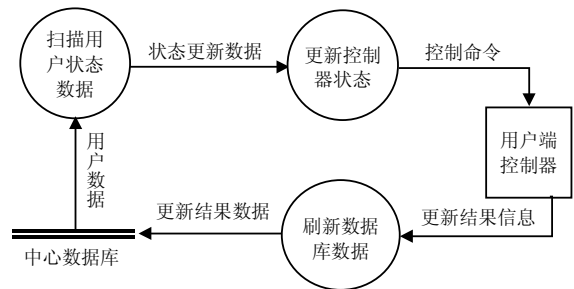 扫描用
户状态
数据
状态更新数据
更新控制
器状态
控制命令
用户端
控制器
更新结果信息
刷新数据
库数据
更新结果数据
中心数据库
用户数据